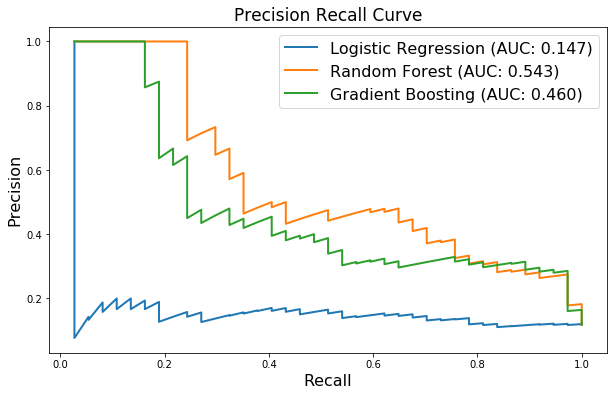 Precision Recall Curve
Logistic Regression (AUC: 0.147)
Random Forest (AUC: 0.543)
Gradient Boosting (AUC: 0.460)
Precision
1.0
0.8
0.6
0.4
0.2
0.0 0.2 0.4 0.6 0.8 1.0
Recall